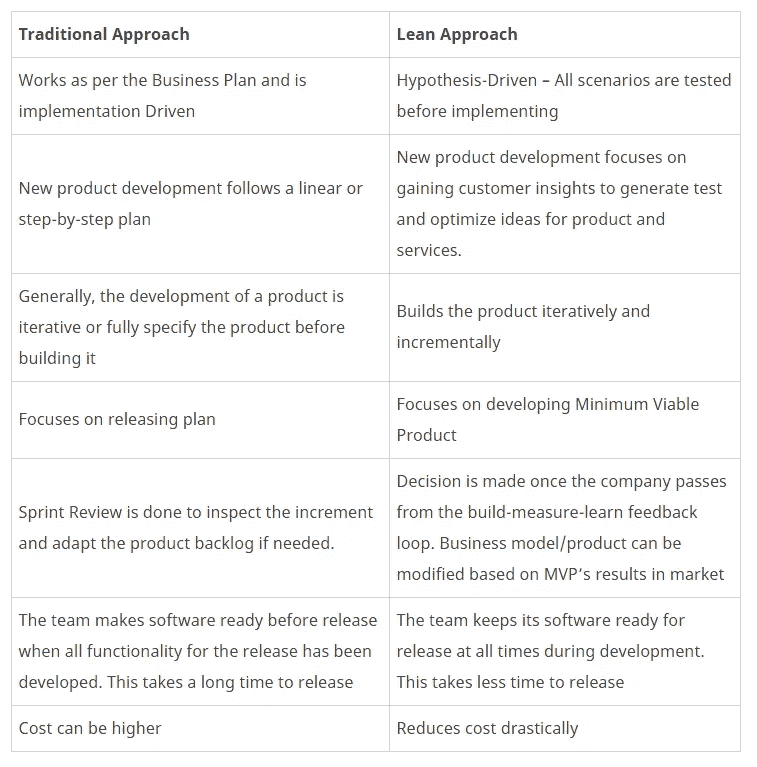 Traditional Approach
Lean Approach
Works as per the Business Plan and is
implementation Driven
Hypothesis-Driven – All scenarios are tested
before implementing
New product development follows a linear or
step-by-step plan
New product development focuses on
gaining customer insights to generate test
and optimize ideas for product and
services.
Generally, the development of a product is
iterative or fully specify the product before
building it
Builds the product iteratively and
incrementally
Focuses on releasing plan
Focuses on developing Minimum Viable
Product
Sprint Review is done to inspect the increment
and adapt the product backlog if needed.
Decision is made once the company passes
from the build-measure-learn feedback
loop. Business model/product can be
modified based on MVP’s results in market
The team makes software ready before release
when all functionality for the release has been
developed. This takes a long time to release
The team keeps its software ready for
release at all times during development.
This takes less time to release
Cost can be higher
Reduces cost drastically